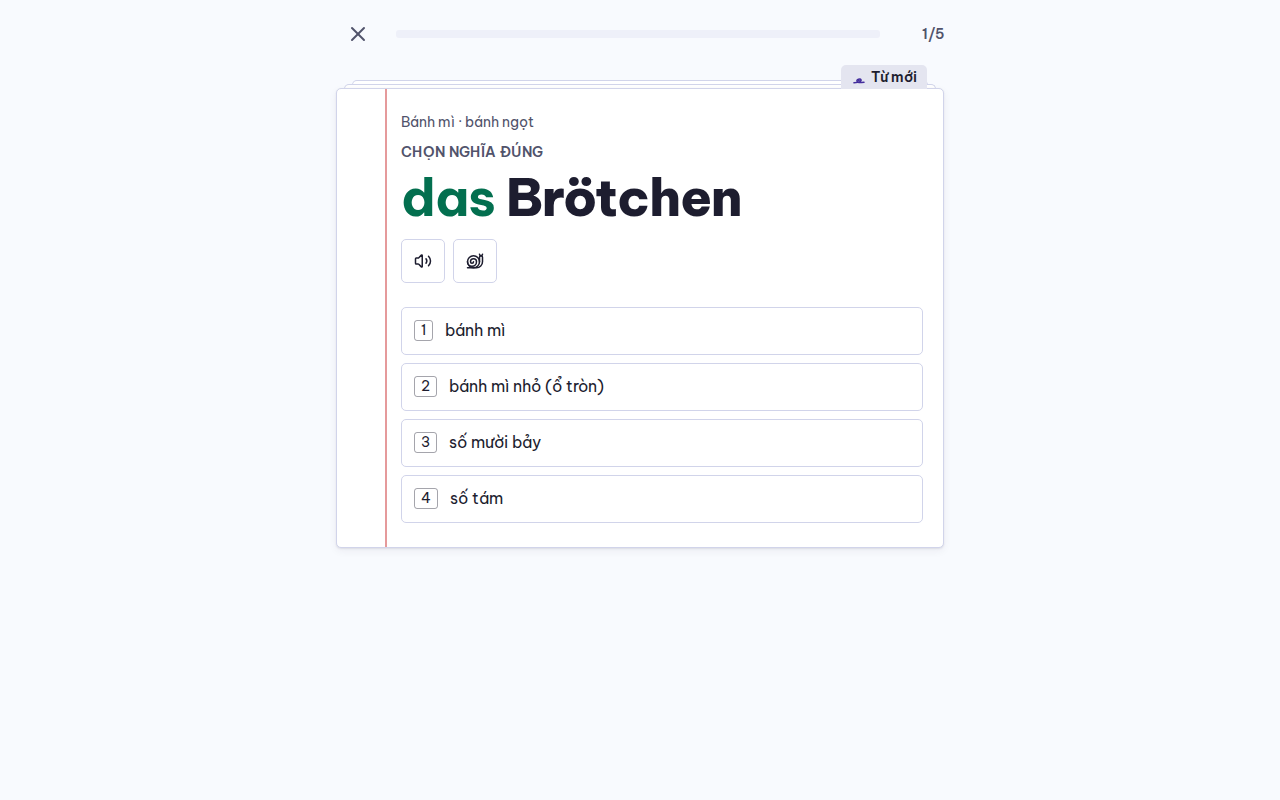 1/5
Từ mới
Bánh mì · bánh ngọt
CHỌN NGHĨA ĐÚNG
das Brötchen
1 bánh mì
2 bánh mì nhỏ (ổ tròn)
3 số mười bảy
4 số tám